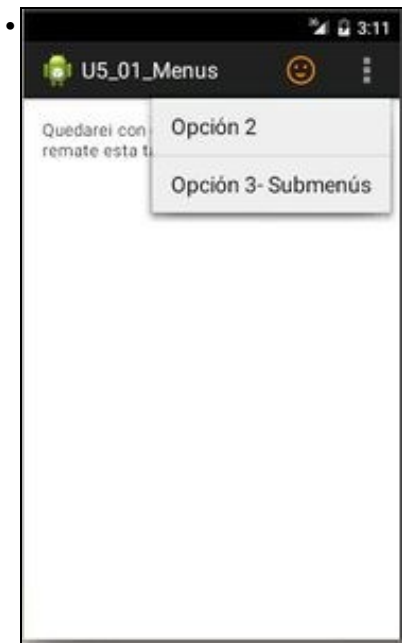 3:11
U5_01_Menus
Opción 2
Quedarei con
remate esta
Opción 3- Submenús